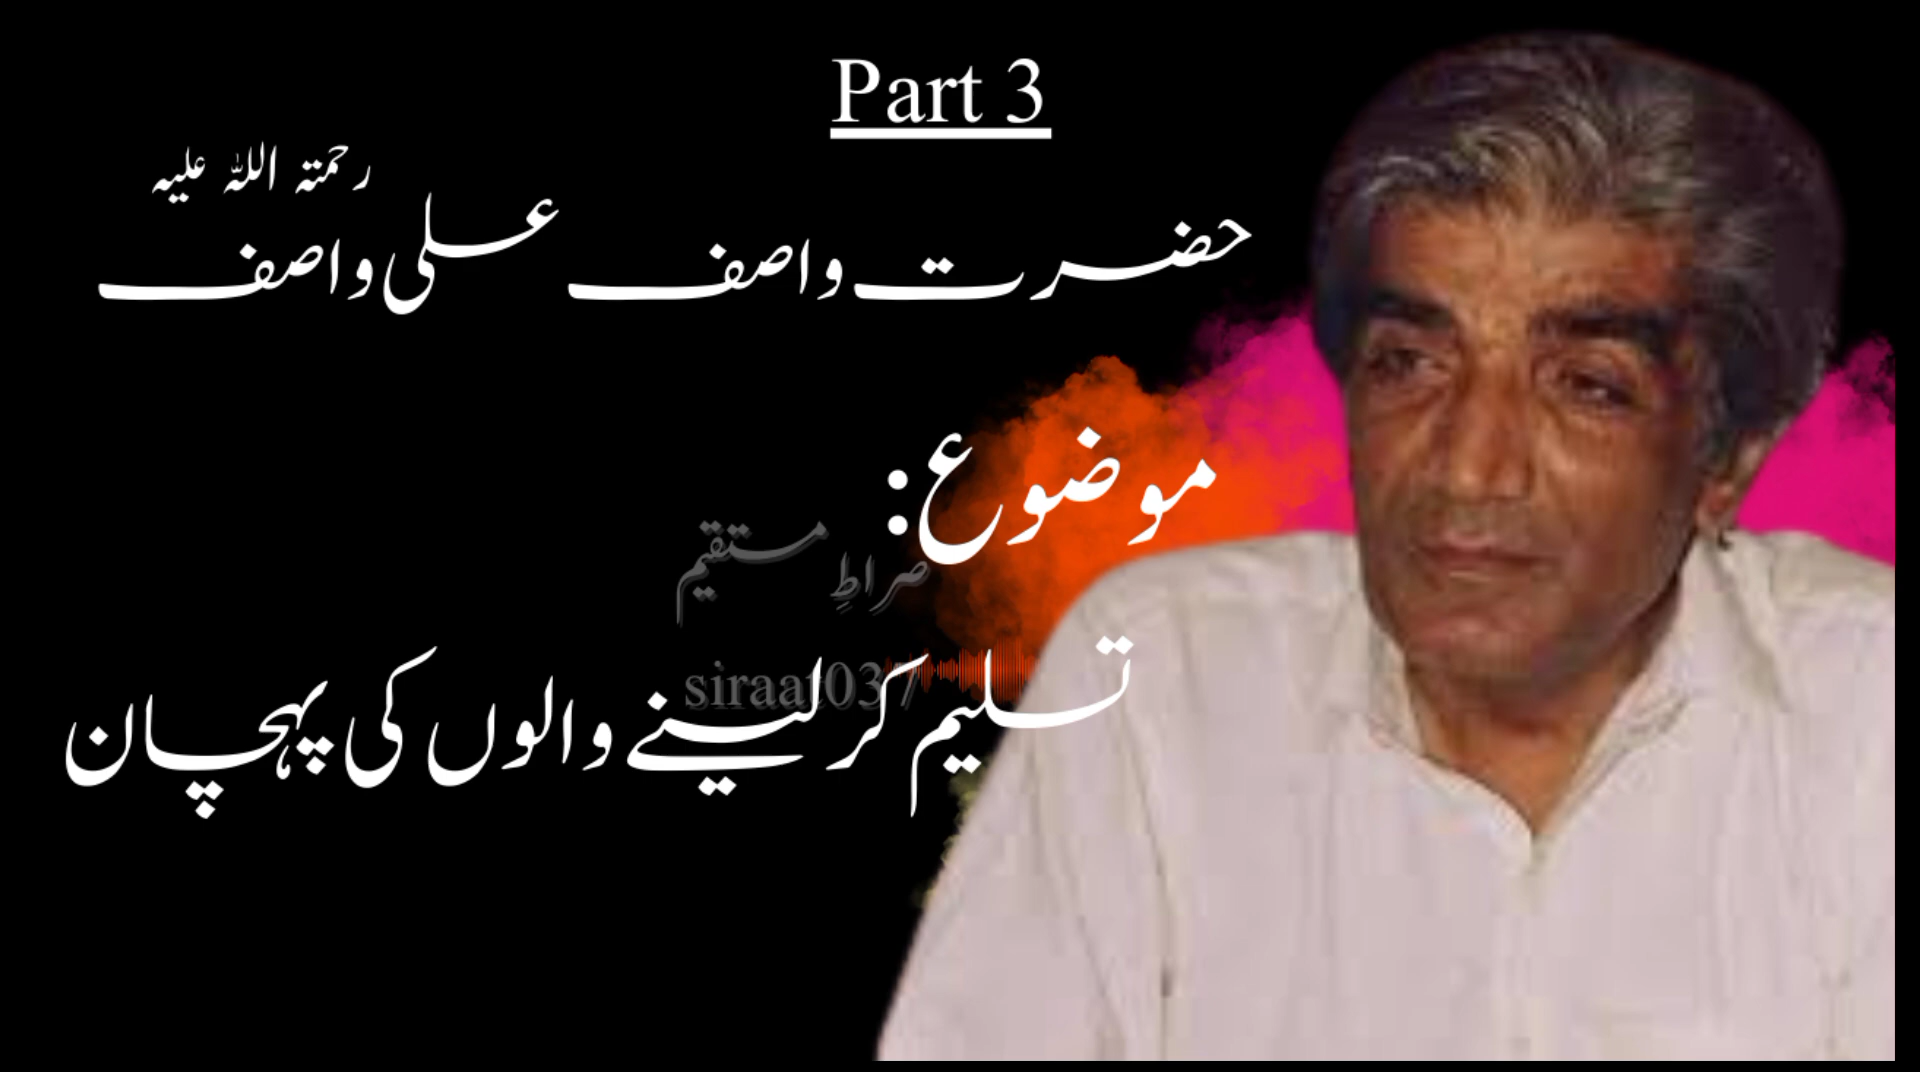 Part 3
رحمتہ اللہ علیہ
حضرت واصف علی واصف
موضوع:
صراطِ مستقیم
تسلیم کر لینے والوں کی پہچان
siraat037